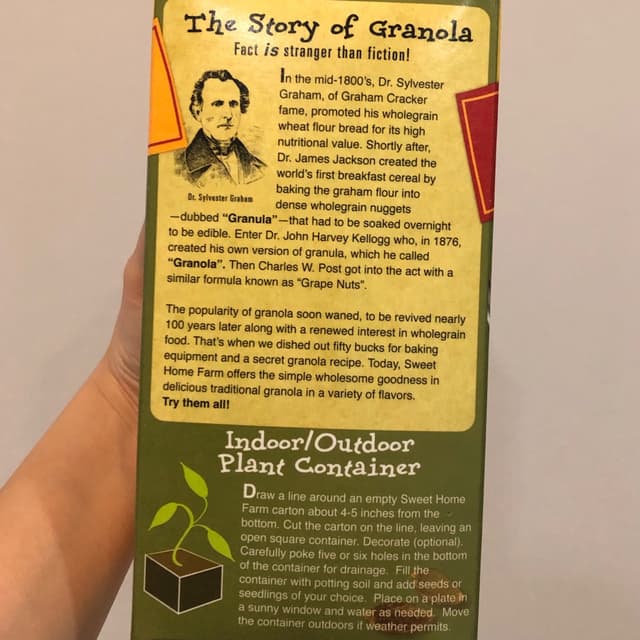 The Story of Granola
Fact is stranger than fiction!
In the mid-1800's, Dr. Sylvester
Graham, of Graham Cracker
fame, promoted his wholegrain
wheat flour bread for its high
nutritional value. Shortly after,
Dr. James Jackson created the
world's first breakfast cereal by
baking the graham flour into
dense wholegrain nuggets
Dr. Sylvester Graham
—dubbed "Granula"—that had to be soaked overnight
to be edible. Enter Dr. John Harvey Kellogg who, in 1876,
created his own version of granula, which he called
"Granola". Then Charles W. Post got into the act with a
similar formula known as "Grape Nuts".
The popularity of granola soon waned, to be revived nearly
100 years later along with a renewed interest in wholegrain
food. That's when we dished out fifty bucks for baking
equipment and a secret granola recipe. Today, Sweet
Home Farm offers the simple wholesome goodness in
delicious traditional granola in a variety of flavors.
Try them all!
Indoor/Outdoor
Plant Container
Draw a line around an empty Sweet Home
Farm carton about 4-5 inches from the
bottom. Cut the carton on the line, leaving an
open square container. Decorate (optional).
Carefully poke five or six holes in the bottom
of the container for drainage. Fill the
container with potting soil and add seeds or
seedlings of your choice. Place on a plate in
a sunny window and water as needed. Move
the container outdoors if weather permits.